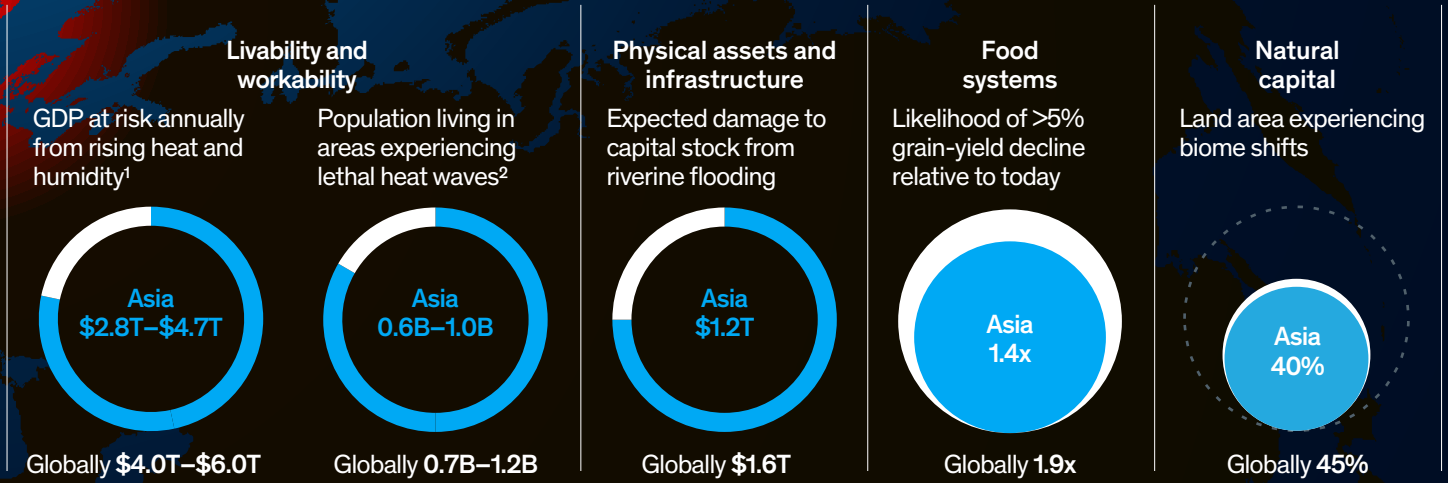 Livability and
workability
GDP at risk annually
from rising heat and
humidity¹
Asia
$2.8T–$4.7T
Globally $4.0T–$6.0T
Population living in
areas experiencing
lethal heat waves²
Asia
0.6B–1.0B
Globally 0.7B–1.2B
Physical assets and
infrastructure
Expected damage to
capital stock from
riverine flooding
Asia
$1.2T
Globally $1.6T
Food
systems
Likelihood of >5%
grain-yield decline
relative to today
Asia
1.4x
Globally 1.9x
Natural
capital
Land area experiencing
biome shifts
Asia
40%
Globally 45%